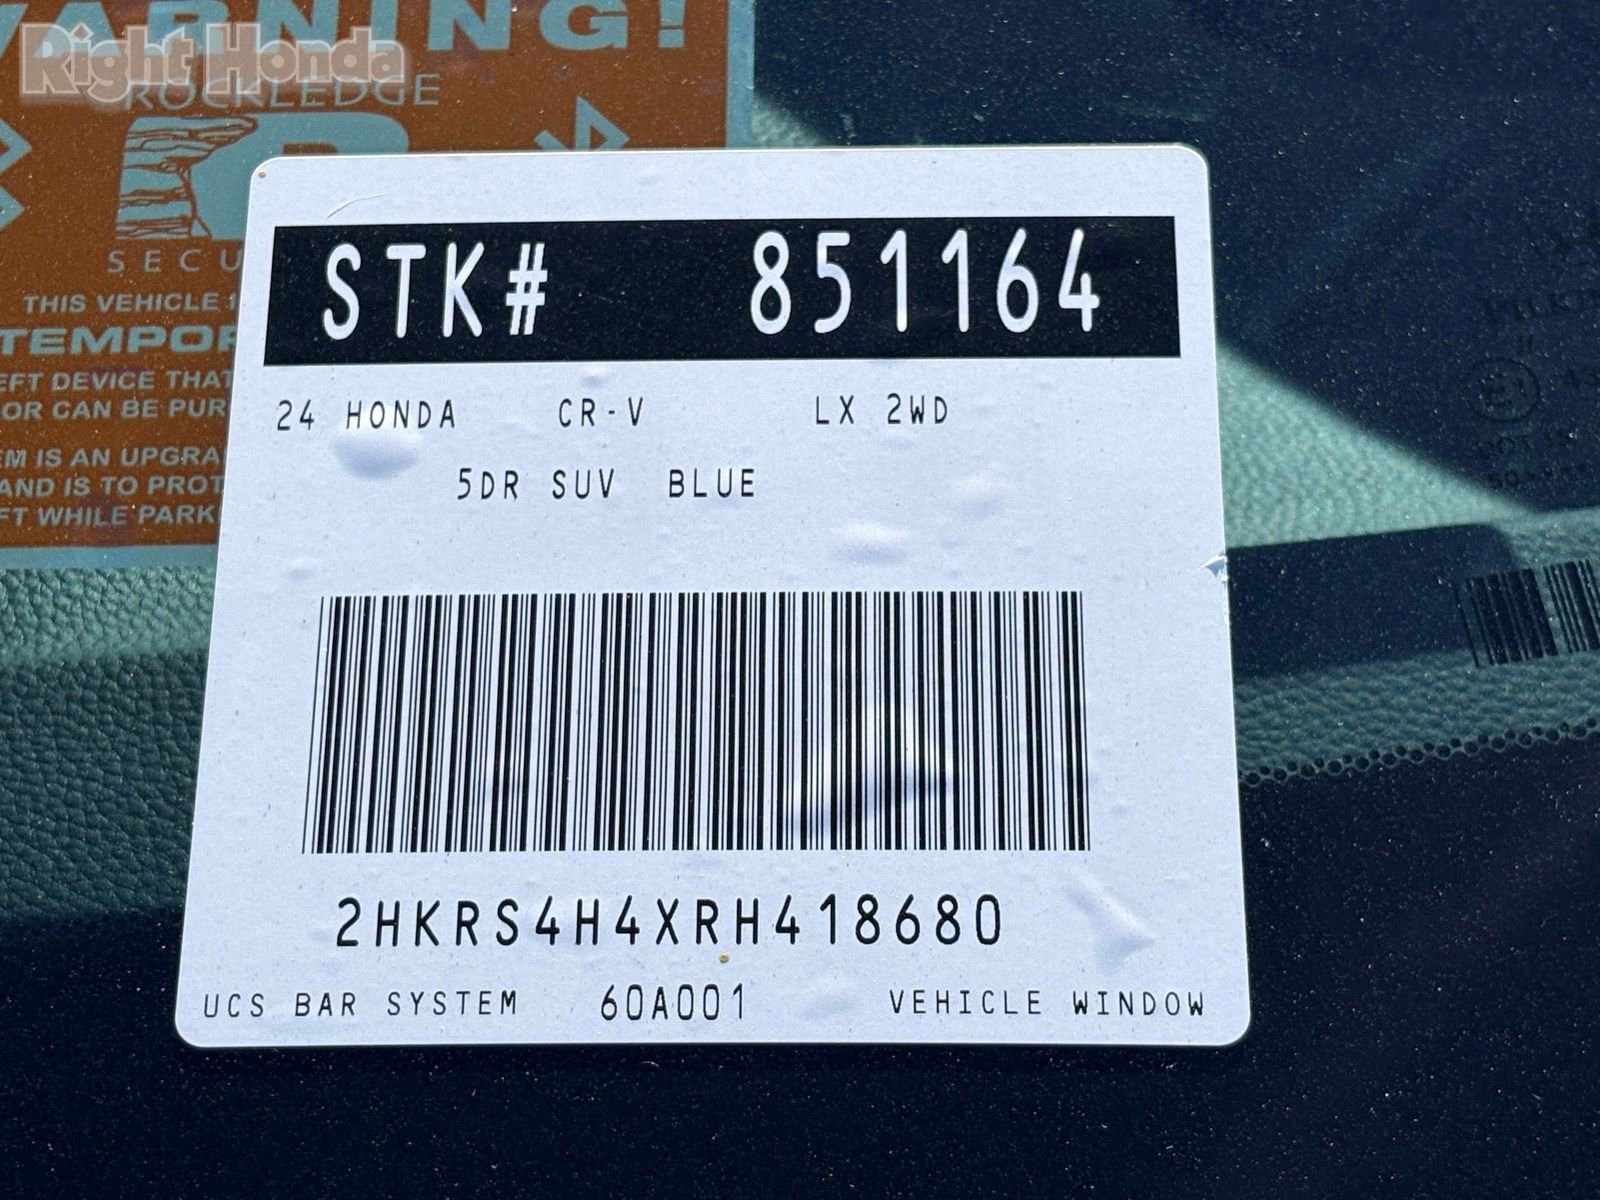 WARNING!
Right Honda
ROCKLEDGE
SECU
THIS VEHICLE
TEMPOR
EFT DEVICE THAT
OR CAN BE PUR
EM IS AN UPGRA
AND IS TO PROT
FT WHILE PARK
STK# 851164
24 HONDA CR-V LX 2WD
5DR SUV BLUE
2HKRS4H4XRH418680
UCS BAR SYSTEM 60A001 VEHICLE WINDOW